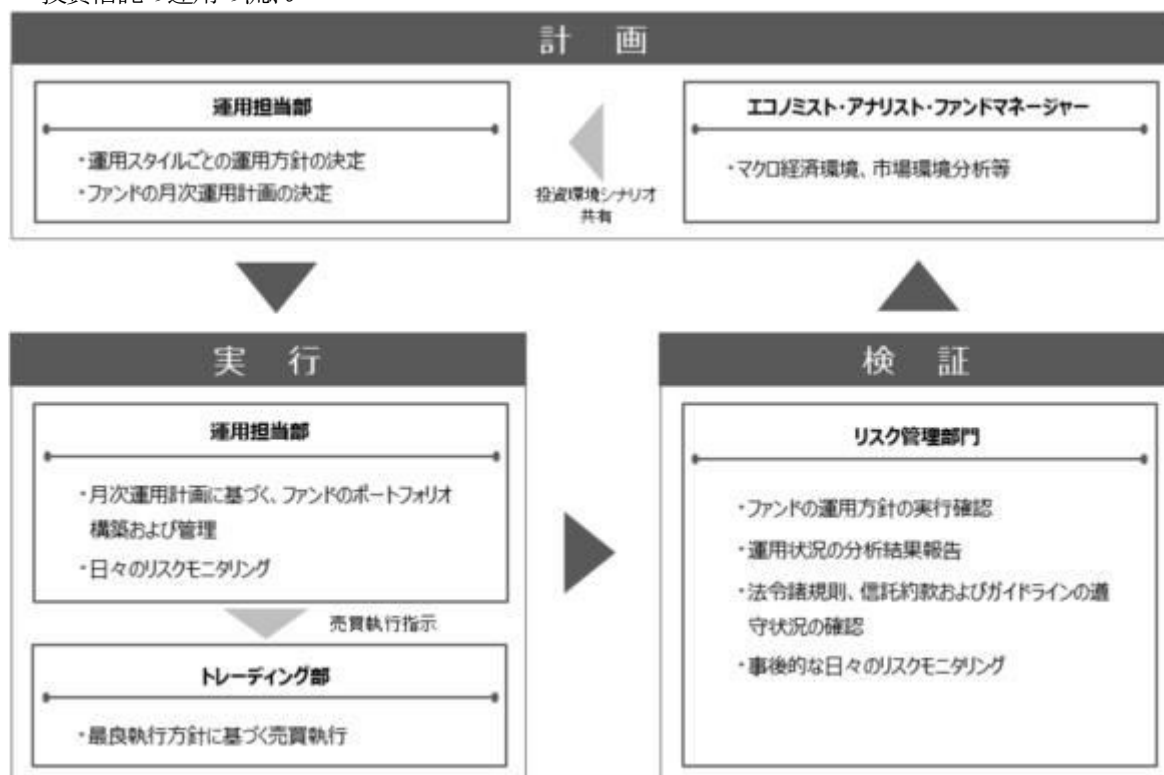 計 画
運用担当部
・運用スタイルごとの運用方針の決定
・ファンドの月次運用計画の決定
投資環境シナリオ
共有
エコノミスト・アナリスト・ファンドマネージャー
・マクロ経済環境、市場環境分析等
実 行
運用担当部
・月次運用計画に基づく、ファンドのポートフォリオ
構築および管理
・日々のリスクモニタリング
売買執行指示
トレーディング部
・最良執行方針に基づく売買執行
検 証
リスク管理部門
・ファンドの運用方針の実行確認
・運用状況の分析結果報告
・法令諸規則、信託約款およびガイドラインの遵
守状況の確認
・事後的な日々のリスクモニタリング